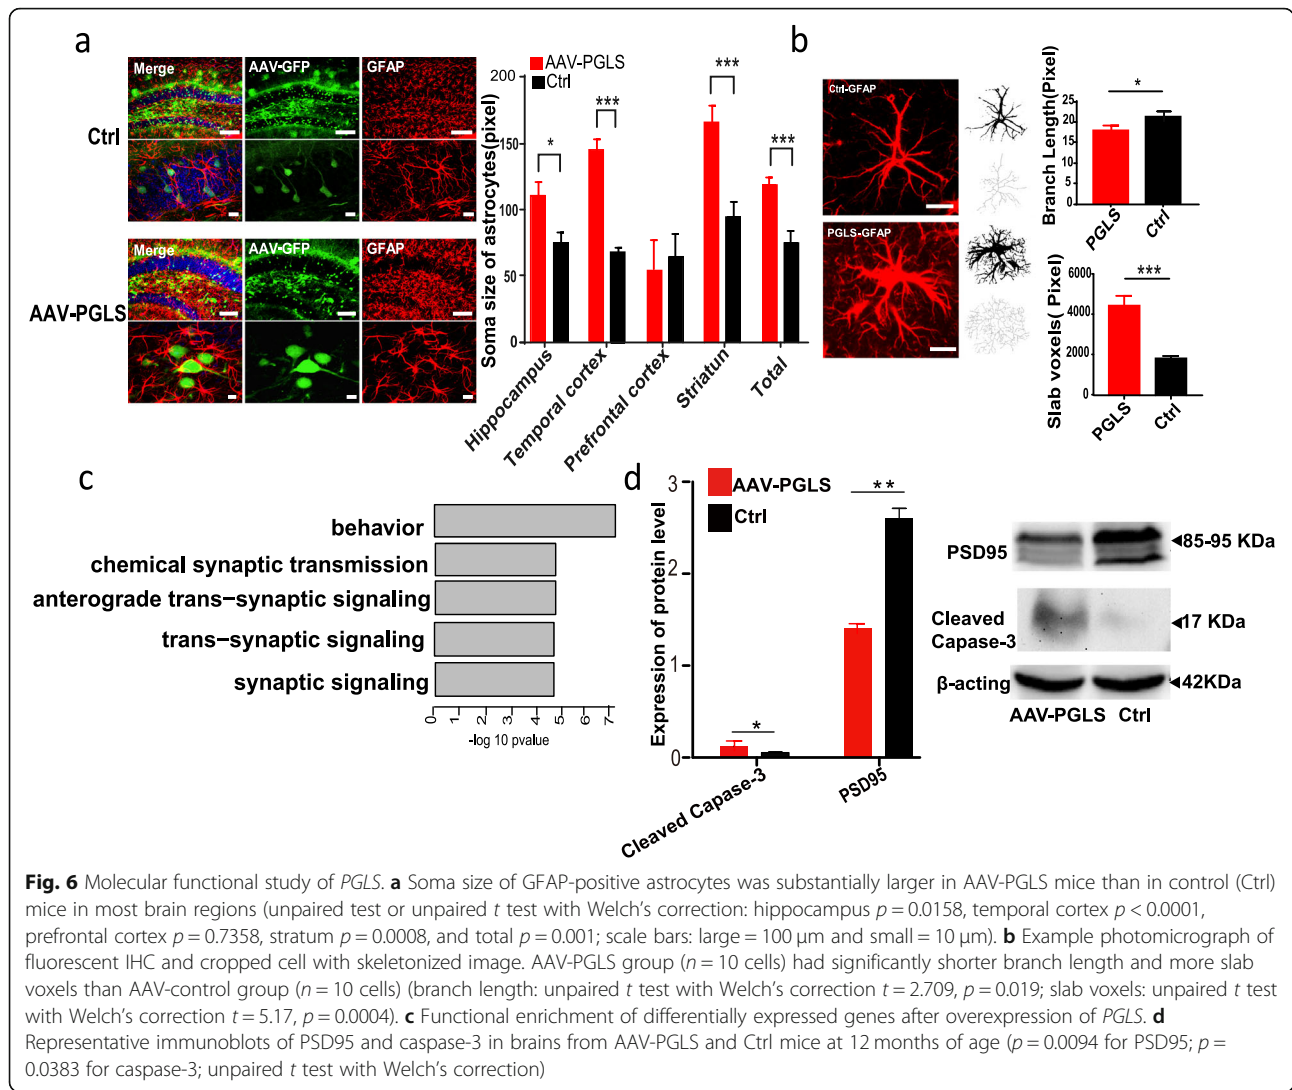 a
Merge AAV-GFP GFAP
Ctrl
Merge AAV-GFP GFAP
AAV-PGLS
AAV-PGLS
Ctrl
Soma size of astrocytes(pixel)
200
150
100
50
0
* *** *** ***
Hippocampus
Temporal cortex
Prefrontal cortex
Striatun
Total
b
Ctrl-GFAP
PGLS-GFAP
Branch Length(Pixel)
25
20
15
10
5
0
*
PGLS Ctrl
Slab voxels( Pixel)
6000
4000
2000
0
***
PGLS Ctrl
c
behavior
chemical synaptic transmission
anterograde trans−synaptic signaling
trans−synaptic signaling
synaptic signaling
0 1 2 3 4 5 6 7
-log 10 pvalue
d
AAV-PGLS
Ctrl
Expression of protein level
3
2
1
0
* **
Cleaved Capase-3
PSD95
PSD95 ◀85-95 KDa
Cleaved
Capase-3 ◀17 KDa
β-acting ◀42KDa
AAV-PGLS Ctrl
Fig. 6 Molecular functional study of PGLS. a Soma size of GFAP-positive astrocytes was substantially larger in AAV-PGLS mice than in control (Ctrl)
mice in most brain regions (unpaired test or unpaired t test with Welch's correction: hippocampus p = 0.0158, temporal cortex p < 0.0001,
prefrontal cortex p = 0.7358, stratum p = 0.0008, and total p = 0.001; scale bars: large = 100 μm and small = 10 μm). b Example photomicrograph of
fluorescent IHC and cropped cell with skeletonized image. AAV-PGLS group (n = 10 cells) had significantly shorter branch length and more slab
voxels than AAV-control group (n = 10 cells) (branch length: unpaired t test with Welch's correction t = 2.709, p = 0.019; slab voxels: unpaired t test
with Welch's correction t = 5.17, p = 0.0004). c Functional enrichment of differentially expressed genes after overexpression of PGLS. d
Representative immunoblots of PSD95 and caspase-3 in brains from AAV-PGLS and Ctrl mice at 12 months of age (p = 0.0094 for PSD95; p =
0.0383 for caspase-3; unpaired t test with Welch's correction)